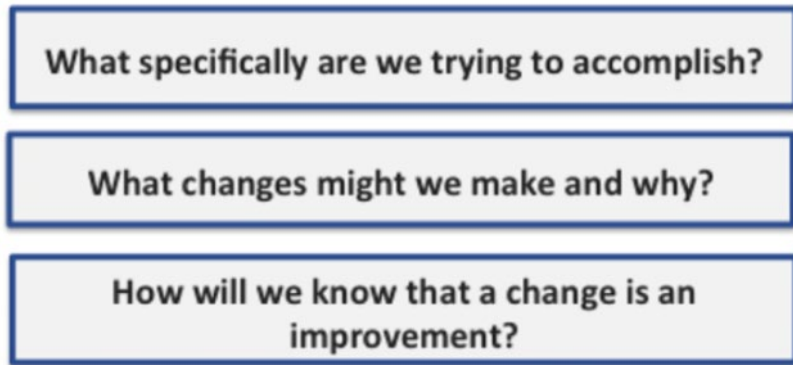 What specifically are we trying to accomplish?
What changes might we make and why?
How will we know that a change is an
improvement?